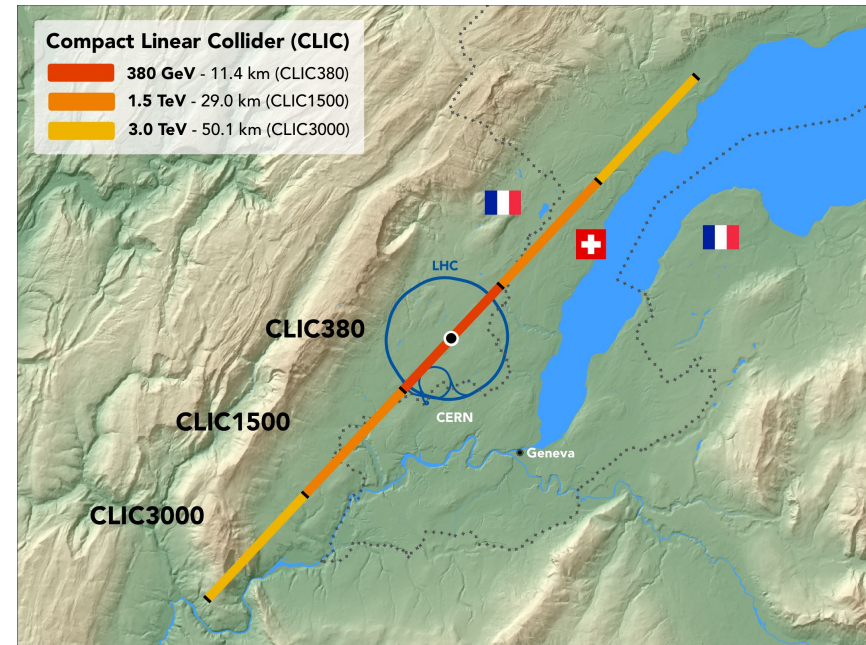 Compact Linear Collider (CLIC)
380 GeV - 11.4 km (CLIC380)
1.5 TeV - 29.0 km (CLIC1500)
3.0 TeV - 50.1 km (CLIC3000)
LHC
CLIC380
CLIC1500
CERN
Geneva
CLIC3000